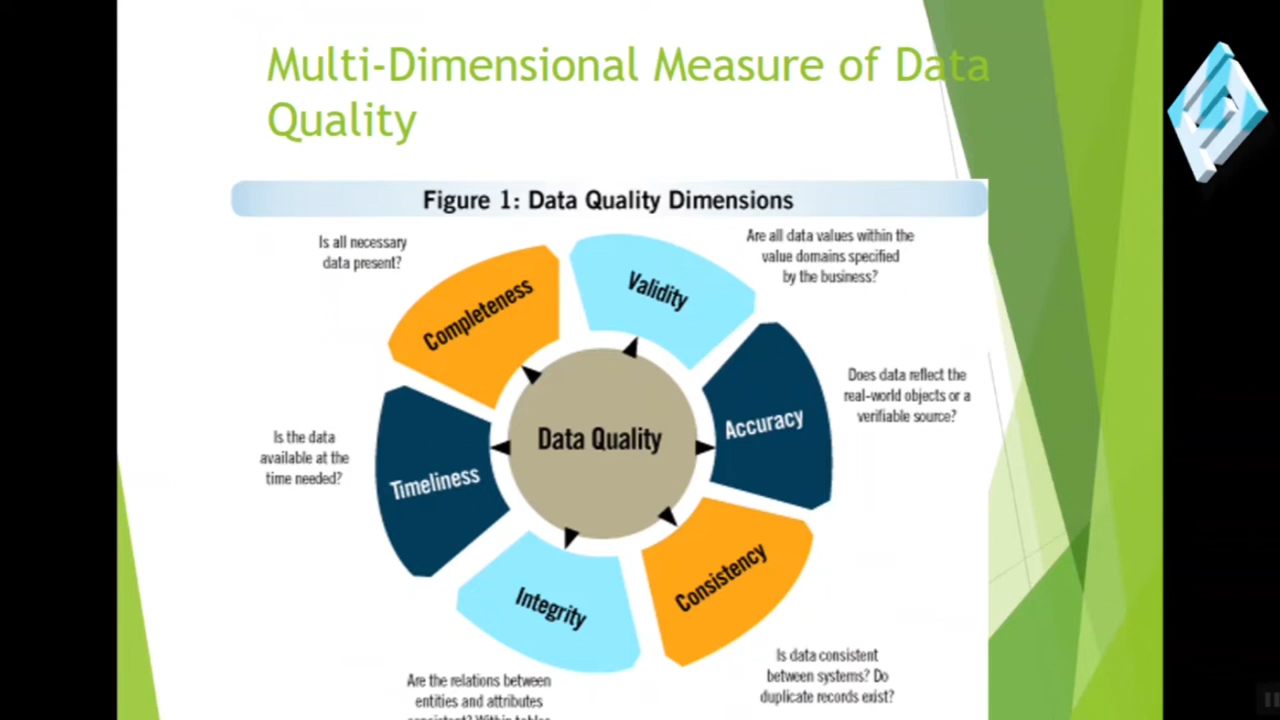 Multi-Dimensional Measure of Data
Quality
Figure 1: Data Quality Dimensions
Is all necessary
data present?
Completeness
Validity
Are all data values within the
value domains specified
by the business?
Accuracy
Does data reflect the
real-world objects or a
verifiable source?
Data Quality
Is the data
available at the
time needed?
Timeliness
Integrity
Are the relations between
entities and attributes
consistent? Within tables
Consistency
Is data consistent
between systems? Do
duplicate records exist?